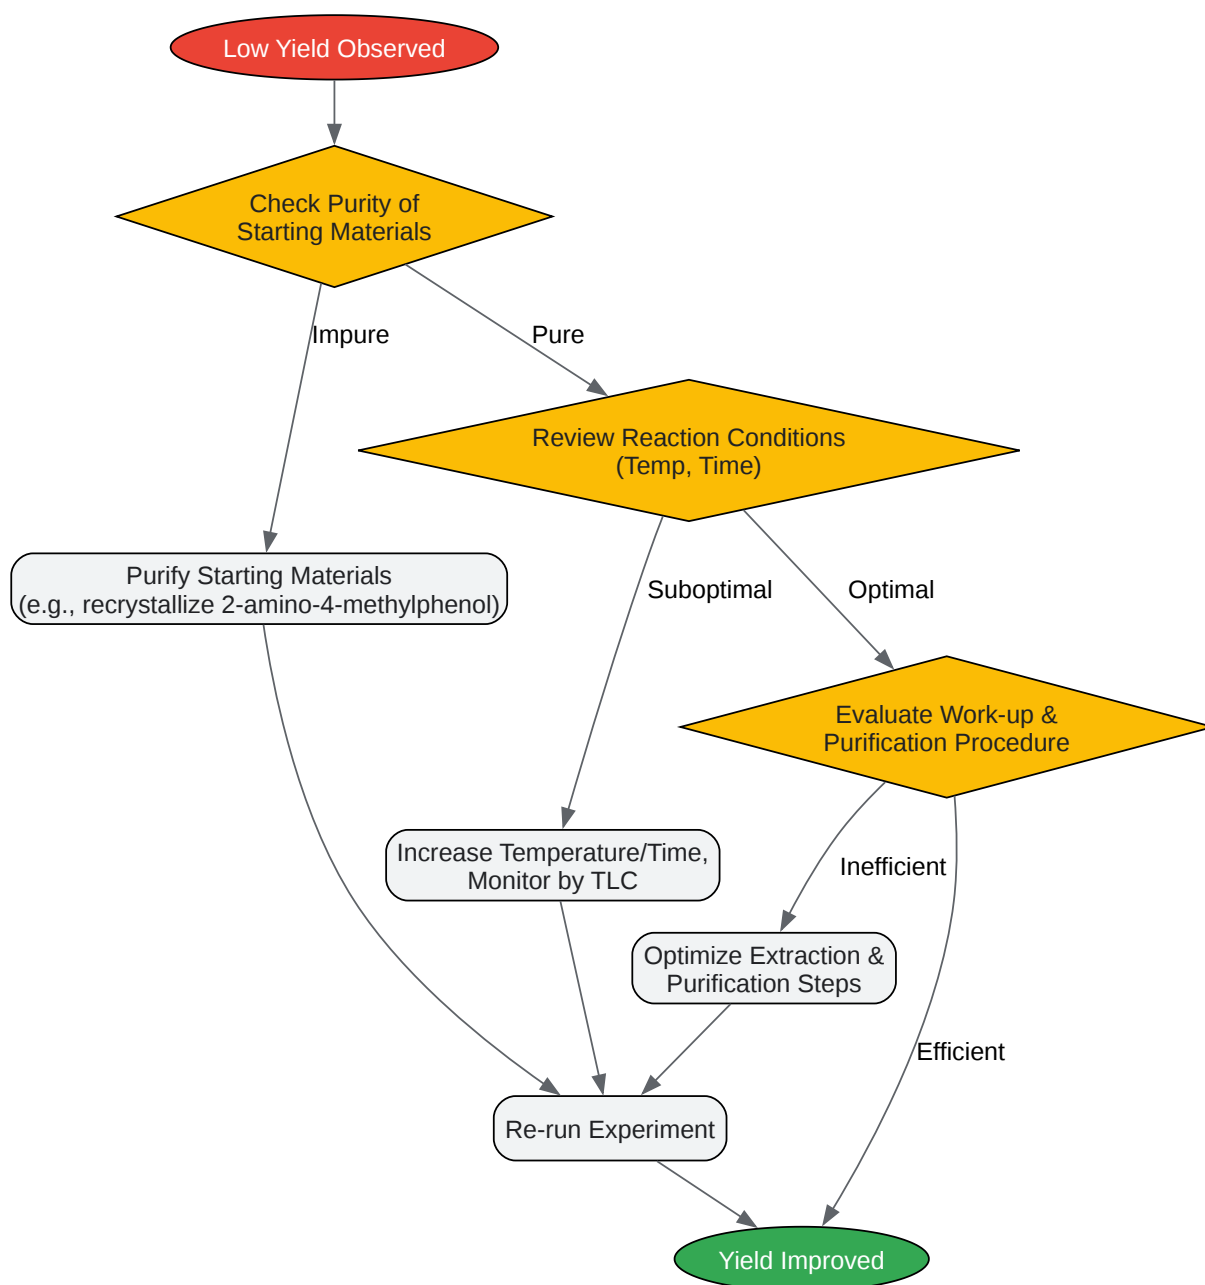 Low Yield Observed
Check Purity of
Starting Materials
Impure
Pure
Review Reaction Conditions
(Temp, Time)
Purify Starting Materials
(e.g., recrystallize 2-amino-4-methylphenol)
Suboptimal
Optimal
Evaluate Work-up &
Purification Procedure
Increase Temperature/Time,
Monitor by TLC
Inefficient
Optimize Extraction &
Purification Steps
Efficient
Re-run Experiment
Yield Improved